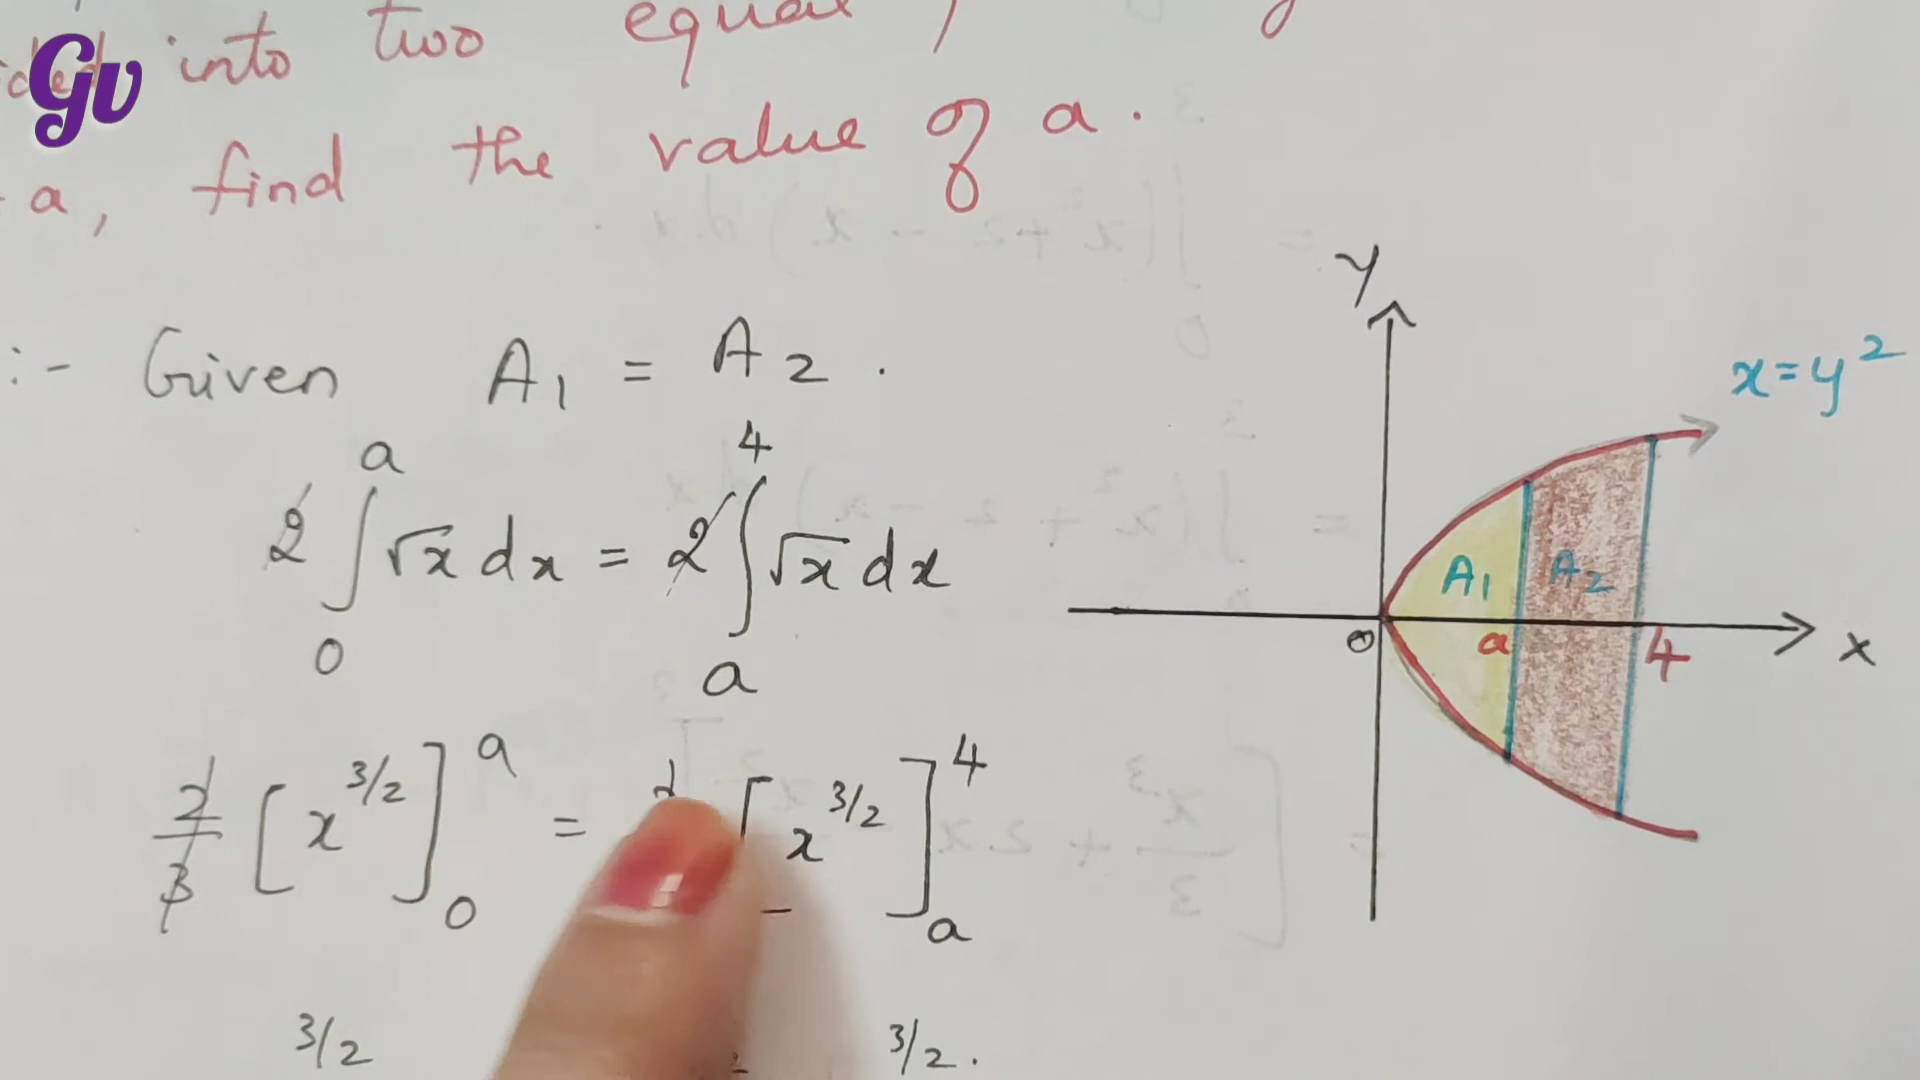 Gv
into two equal
a, find the value of a.
:- Given A₁ = A₂ .
2 ∫₀ᵃ √x dx = 2 ∫ₐ⁴ √x dx
2/3 [x^3/2]₀ᵃ = [x^3/2]ₐ⁴
3/2 3/2 .
Y
x=y²
A₁ A₂
O a 4 X